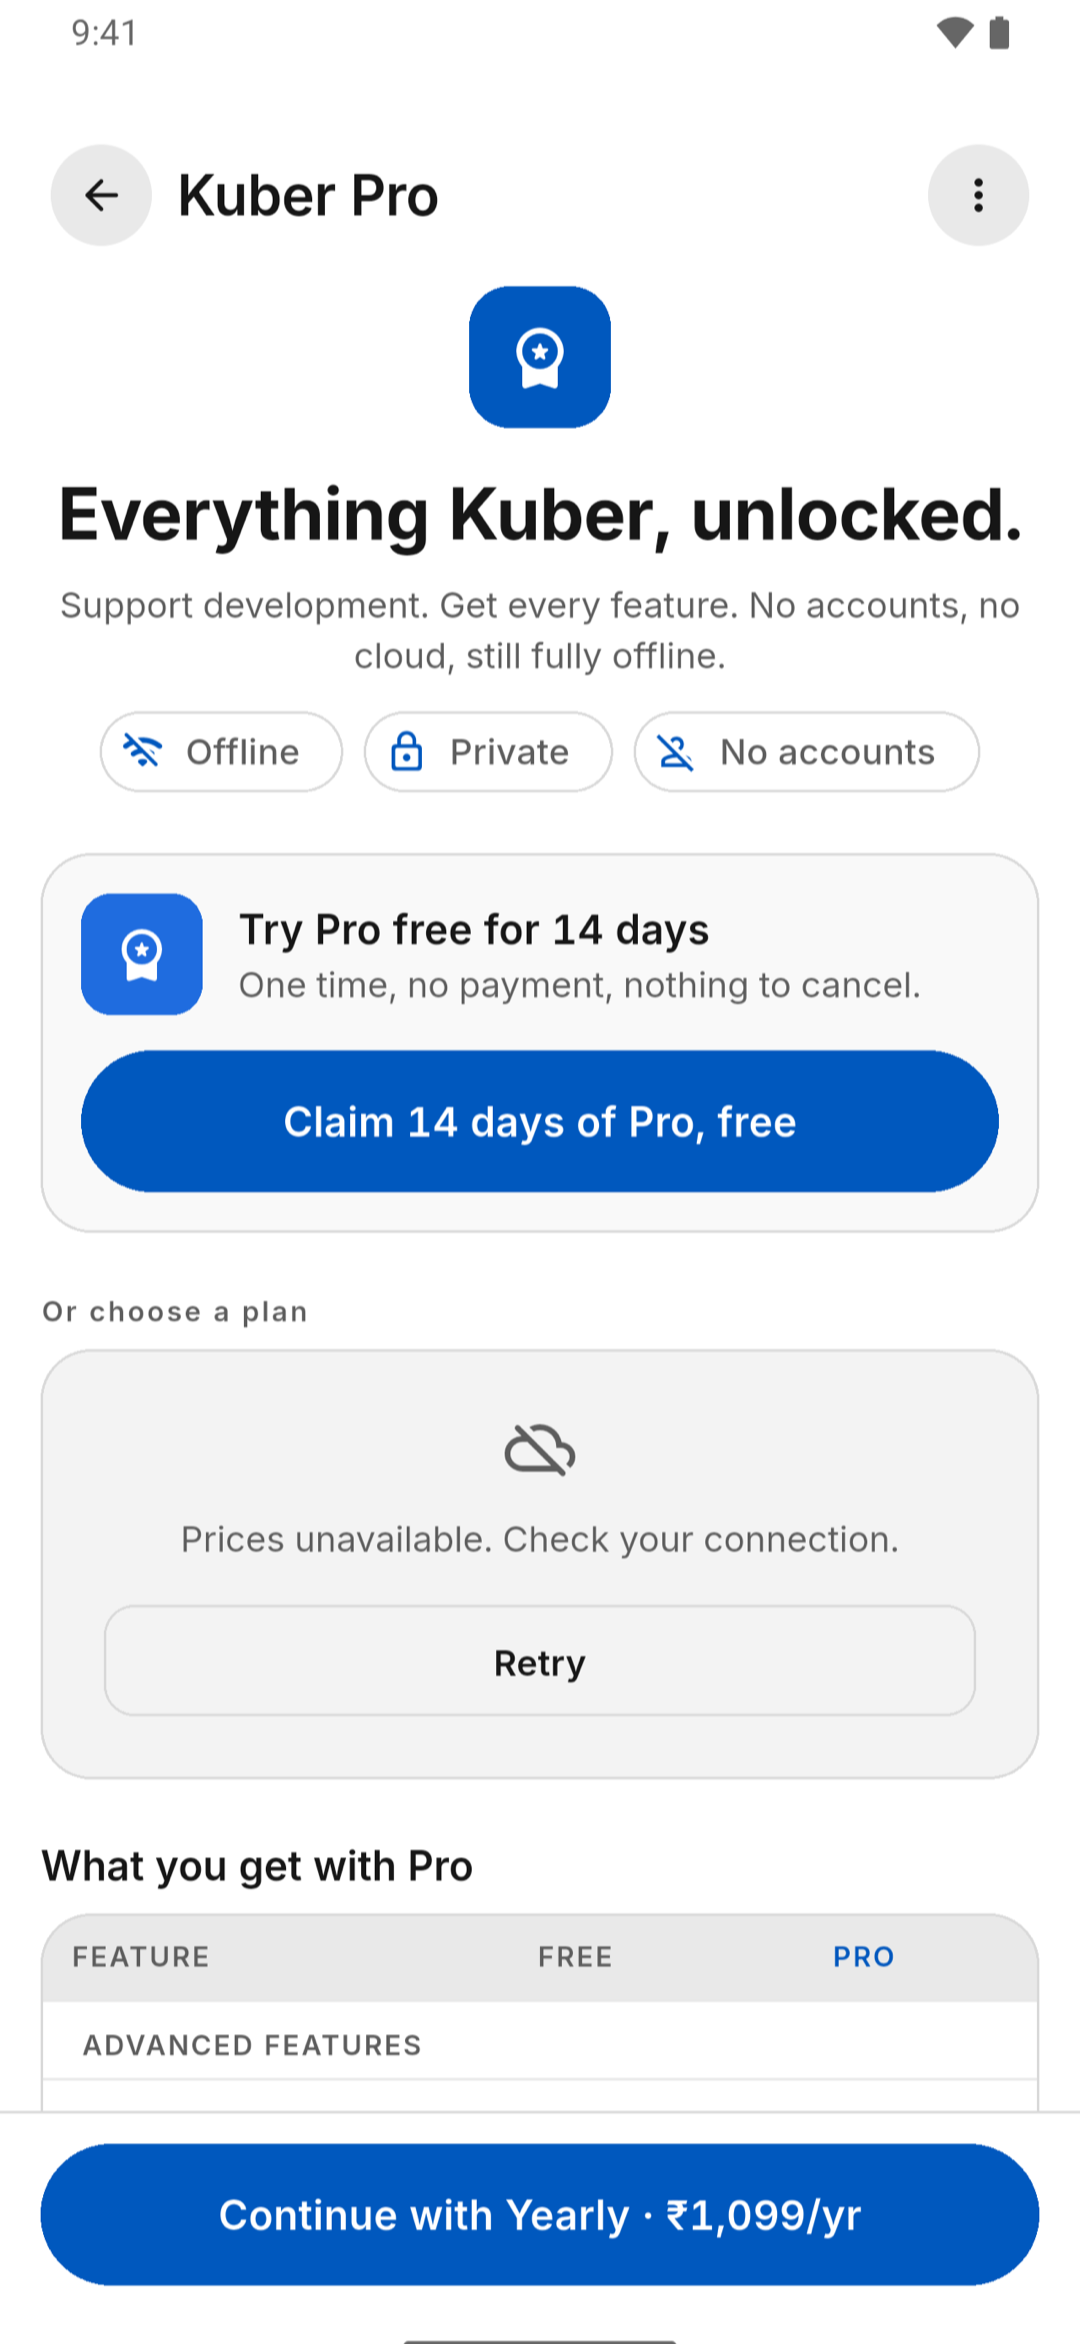 9:41
Kuber Pro
Everything Kuber, unlocked.
Support development. Get every feature. No accounts, no
cloud, still fully offline.
Offline
Private
No accounts
Try Pro free for 14 days
One time, no payment, nothing to cancel.
Claim 14 days of Pro, free
Or choose a plan
Prices unavailable. Check your connection.
Retry
What you get with Pro
FEATURE FREE PRO
ADVANCED FEATURES
Continue with Yearly · ₹1,099/yr